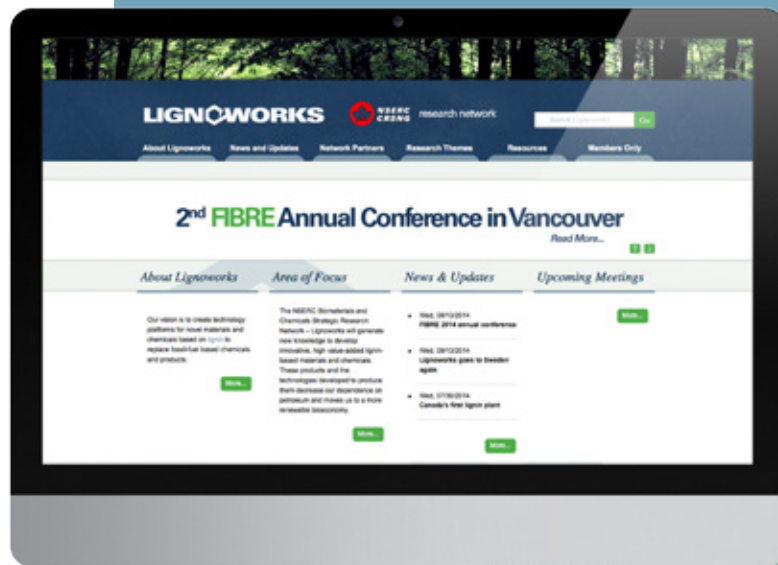 LIGNOWORKS
NSERC
CRSNG
research network
Search Lignoworks
Go
About Lignoworks News and Updates Network Partners Research Themes Resources Members Only
2nd FIBRE Annual Conference in Vancouver
Read More...
1 2
About Lignoworks
Our vision is to create technology
platforms for novel materials and
chemicals based on lignin to
replace fossil-fuel based chemicals
and products.
More...
Area of Focus
The NSERC Biomaterials and
Chemicals Strategic Research
Network – Lignoworks will generate
new knowledge to develop
innovative, high value-added lignin-
based materials and chemicals.
These products and the
technologies developed to produce
them decrease our dependence on
petroleum and moves us to a more
renewable bioeconomy.
More...
News & Updates
Wed, 09/10/2014
FIBRE 2014 annual conference
Wed, 08/13/2014
Lignoworks goes to Sweden
again
Wed, 07/30/2014
Canada's first lignin plant
More...
Upcoming Meetings
More...